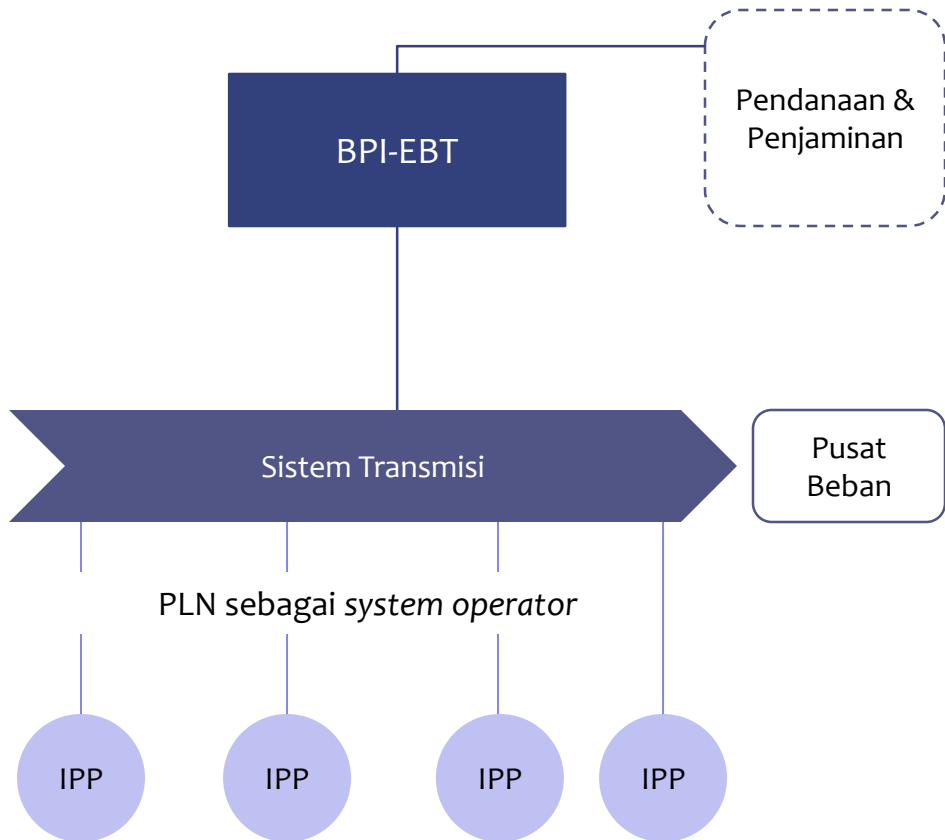 BPI-EBT
Pendanaan &
Penjaminan
Sistem Transmisi
Pusat
Beban
PLN sebagai system operator
IPP
IPP
IPP
IPP